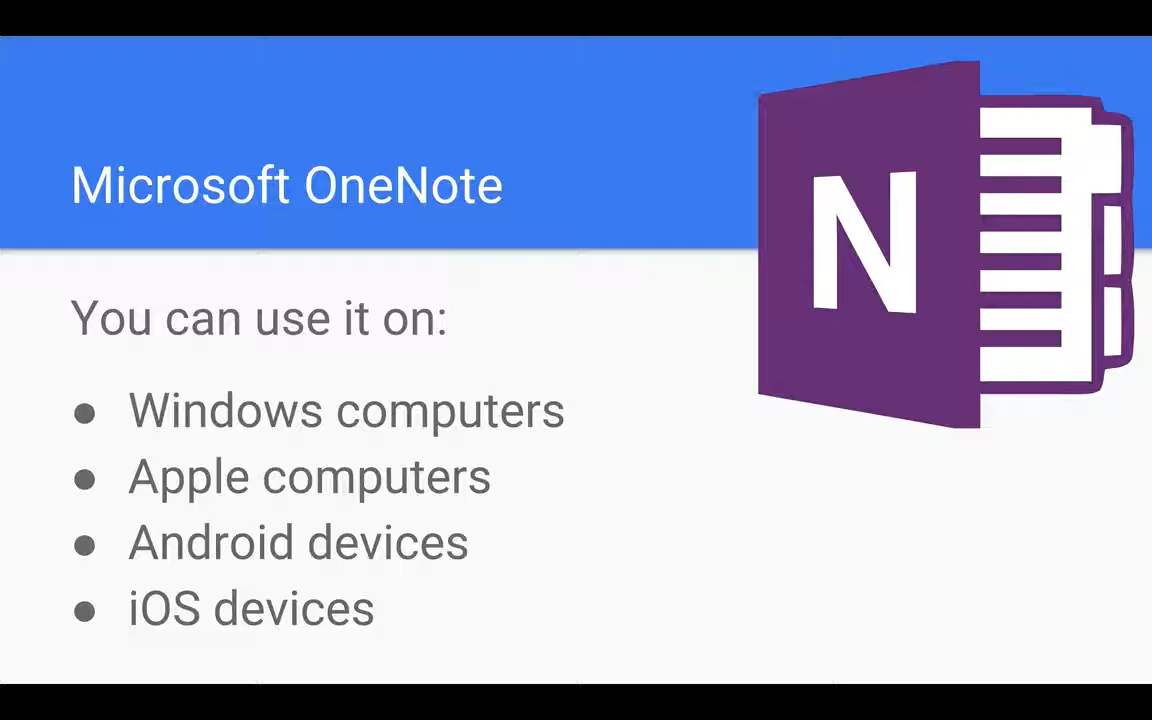 Microsoft OneNote
N
You can use it on:
● Windows computers
● Apple computers
● Android devices
● iOS devices